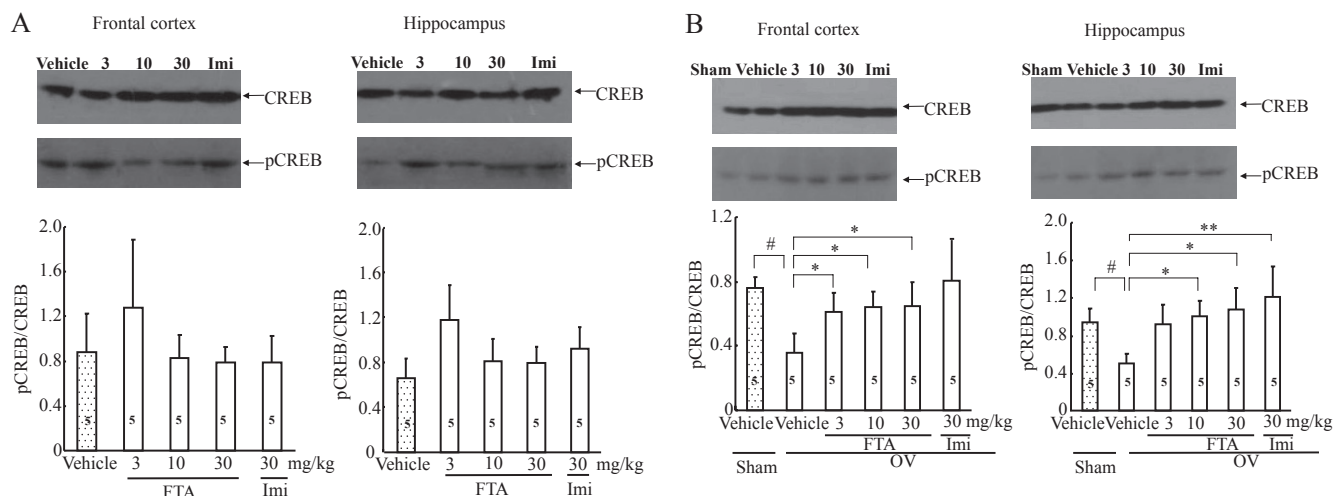 A
Frontal cortex
Vehicle 3 10 30 Imi
CREB
pCREB
2.0
1.6
1.2
0.8
0.4
0
pCREB/CREB
5 5 5 5 5
Vehicle 3 10 30 30 mg/kg
FTA Imi
Hippocampus
Vehicle 3 10 30 Imi
CREB
pCREB
2.0
1.6
1.2
0.8
0.4
0
pCREB/CREB
5 5 5 5 5
Vehicle 3 10 30 30 mg/kg
FTA Imi
B
Frontal cortex
Sham Vehicle 3 10 30 Imi
CREB
pCREB
1.2
0.8
0.4
0
pCREB/CREB
# * * *
5 5 5 5 5 5
Vehicle Vehicle 3 10 30 30 mg/kg
FTA Imi
Sham OV
Hippocampus
Sham Vehicle 3 10 30 Imi
CREB
pCREB
2.0
1.6
1.2
0.8
0.4
0
pCREB/CREB
# * * **
5 5 5 5 5 5
Vehicle Vehicle 3 10 30 30 mg/kg
FTA Imi
Sham OV